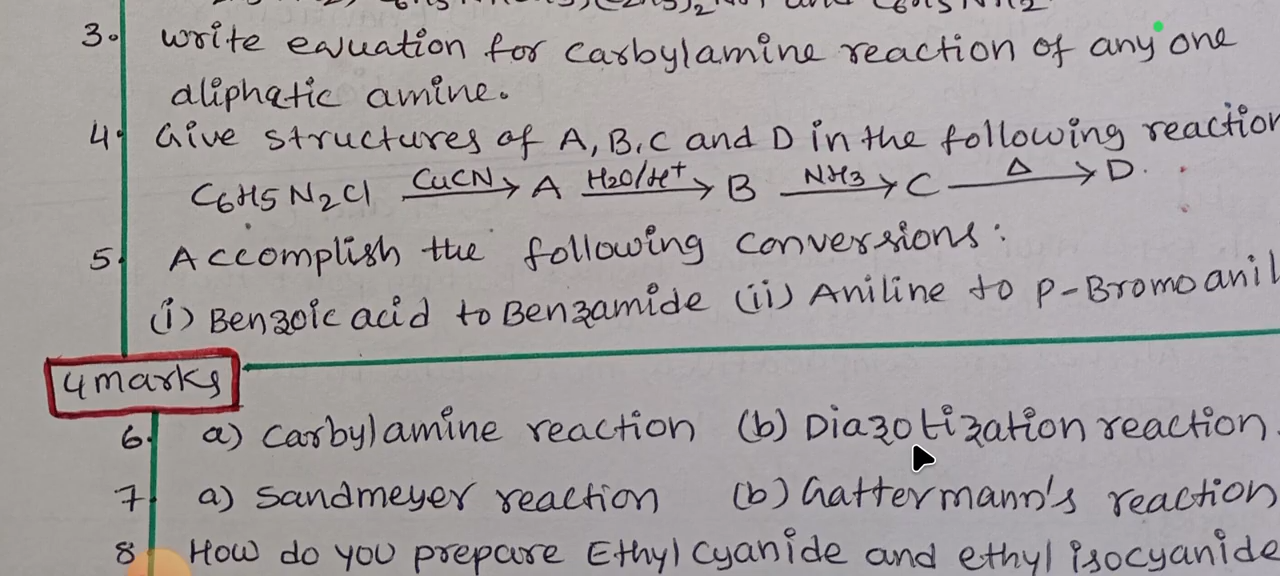 3. write equation for carbylamine reaction of any one
aliphatic amine.
4. Give structures of A, B, C and D in the following reaction
C6H5N2Cl CuCN→ A H2O/H+→ B NH3→ C Δ→ D.
5. Accomplish the following conversions:
(i) Benzoic acid to Benzamide (ii) Aniline to p-Bromoanil
4 marks
6. a) carbylamine reaction (b) Diazotization reaction.
7. a) Sandmeyer reaction (b) Gattermann's reaction
8 How do you prepare Ethyl cyanide and ethyl isocyanide